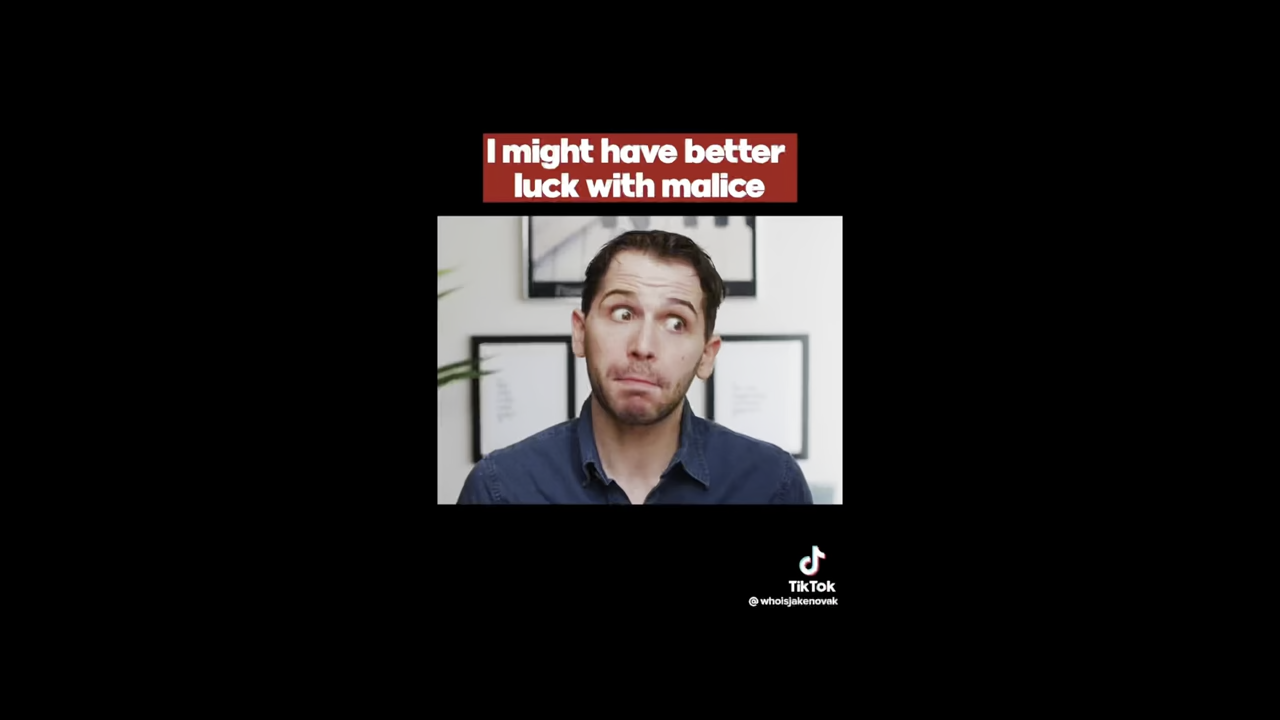 I might have better
luck with malice
TikTok
@whoisjakenovak